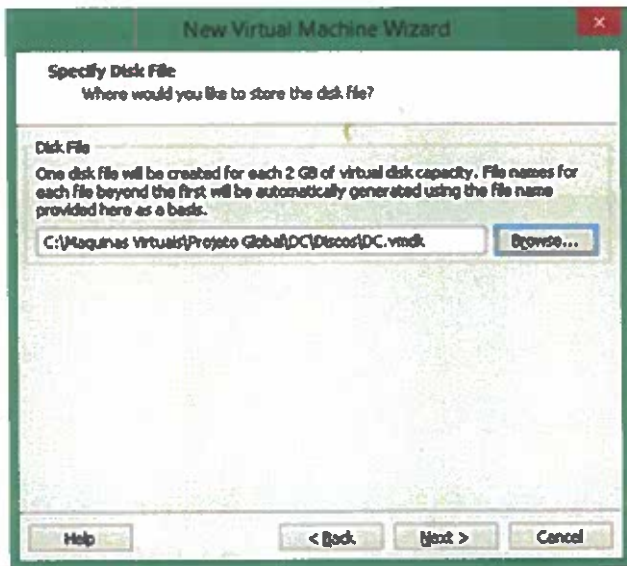 New Virtual Machine Wizard
Specify Disk File
Where would you like to store the disk file?
Disk File
One disk file will be created for each 2 GB of virtual disk capacity. File names for
each file beyond the first will be automatically generated using the file name
provided here as a basis.
C:\Maquinas Virtuais\Projeto Global\DC\Discos\DC.vmdk
Browse...
Help
< Back
Next >
Cancel